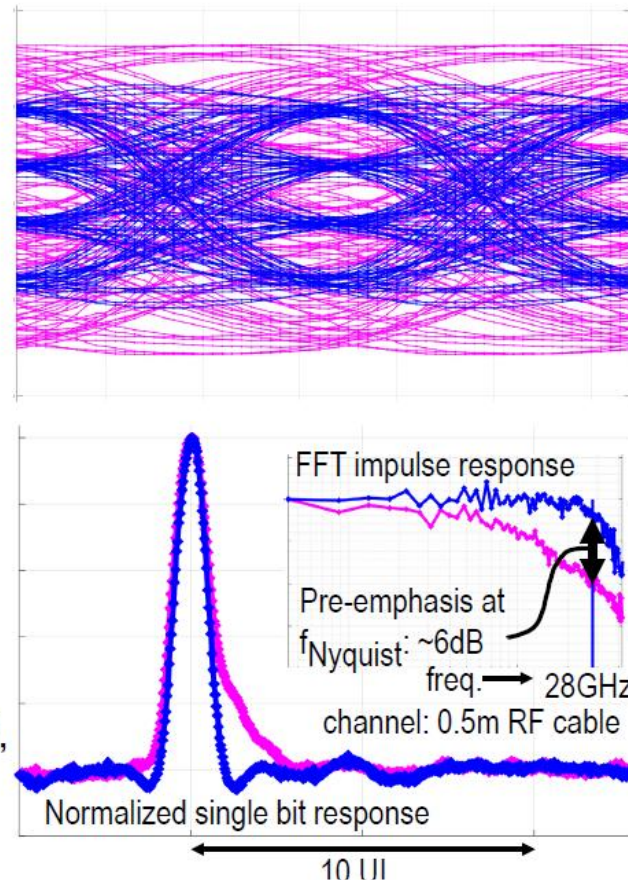 FFT impulse response
Pre-emphasis at
fNyquist: ~6dB
freq.
28GHz
channel: 0.5m RF cable
,
Normalized single bit response
10 UI